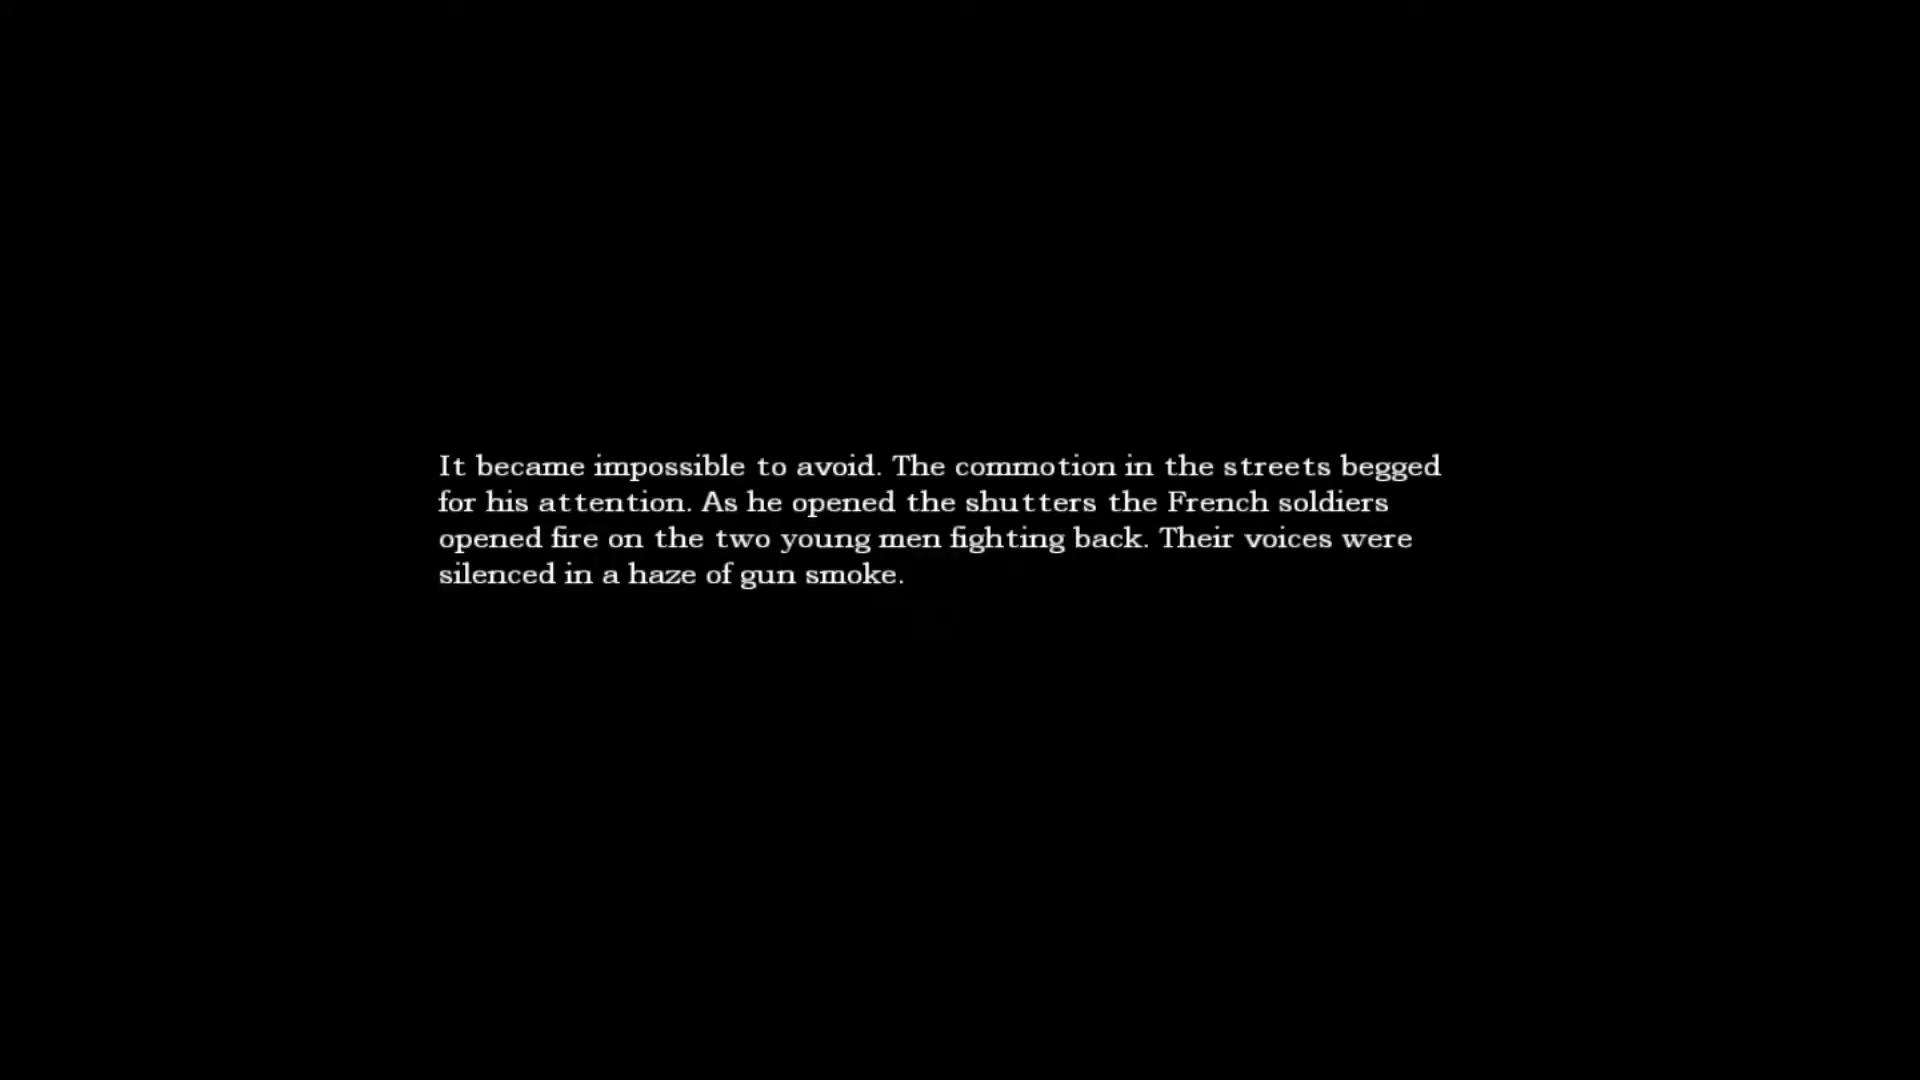 It became impossible to avoid. The commotion in the streets begged
for his attention. As he opened the shutters the French soldiers
opened fire on the two young men fighting back. Their voices were
silenced in a haze of gun smoke.